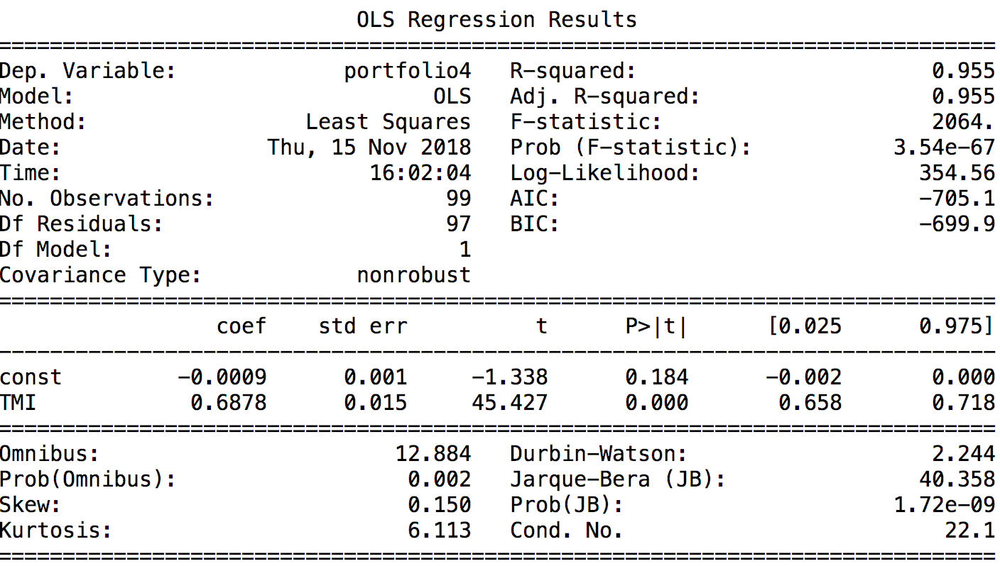 OLS Regression Results
==============================================================================
Dep. Variable:             portfolio4   R-squared:                       0.955
Model:                            OLS   Adj. R-squared:                  0.955
Method:                 Least Squares   F-statistic:                     2064.
Date:                Thu, 15 Nov 2018   Prob (F-statistic):           3.54e-67
Time:                        16:02:04   Log-Likelihood:                 354.56
No. Observations:                  99   AIC:                            -705.1
Df Residuals:                      97   BIC:                            -699.9
Df Model:                           1
Covariance Type:            nonrobust
==============================================================================
                 coef    std err          t      P>|t|      [0.025      0.975]
------------------------------------------------------------------------------
const         -0.0009      0.001     -1.338      0.184      -0.002       0.000
TMI            0.6878      0.015     45.427      0.000       0.658       0.718
==============================================================================
Omnibus:                       12.884   Durbin-Watson:                   2.244
Prob(Omnibus):                  0.002   Jarque-Bera (JB):               40.358
Skew:                           0.150   Prob(JB):                     1.72e-09
Kurtosis:                       6.113   Cond. No.                         22.1
==============================================================================